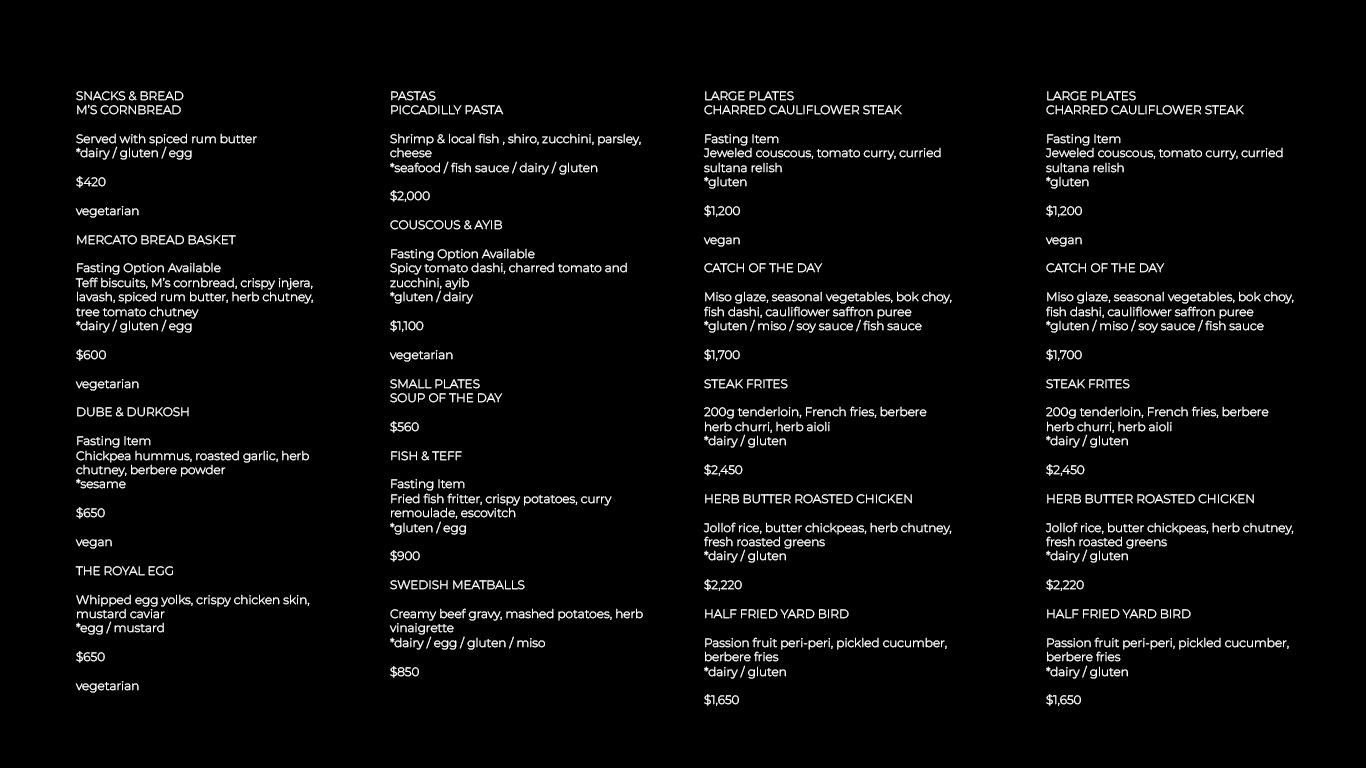 SNACKS & BREAD
M'S CORNBREAD
Served with spiced rum butter
*dairy / gluten / egg
$420
vegetarian
MERCATO BREAD BASKET
Fasting Option Available
Teff biscuits, M's cornbread, crispy injera,
lavash, spiced rum butter, herb chutney,
tree tomato chutney
*dairy / gluten / egg
$600
vegetarian
DUBE & DURKOSH
Fasting Item
Chickpea hummus, roasted garlic, herb
chutney, berbere powder
*sesame
$650
vegan
THE ROYAL EGG
Whipped egg yolks, crispy chicken skin,
mustard caviar
*egg / mustard
$650
vegetarian
PASTAS
PICCADILLY PASTA
Shrimp & local fish , shiro, zucchini, parsley,
cheese
*seafood / fish sauce / dairy / gluten
$2,000
COUSCOUS & AYIB
Fasting Option Available
Spicy tomato dashi, charred tomato and
zucchini, ayib
*gluten / dairy
$1,100
vegetarian
SMALL PLATES
SOUP OF THE DAY
$560
FISH & TEFF
Fasting Item
Fried fish fritter, crispy potatoes, curry
remoulade, escovitch
*gluten / egg
$900
SWEDISH MEATBALLS
Creamy beef gravy, mashed potatoes, herb
vinaigrette
*dairy / egg / gluten / miso
$850
LARGE PLATES
CHARRED CAULIFLOWER STEAK
Fasting Item
Jeweled couscous, tomato curry, curried
sultana relish
*gluten
$1,200
vegan
CATCH OF THE DAY
Miso glaze, seasonal vegetables, bok choy,
fish dashi, cauliflower saffron puree
*gluten / miso / soy sauce / fish sauce
$1,700
STEAK FRITES
200g tenderloin, French fries, berbere
herb churri, herb aioli
*dairy / gluten
$2,450
HERB BUTTER ROASTED CHICKEN
Jollof rice, butter chickpeas, herb chutney,
fresh roasted greens
*dairy / gluten
$2,220
HALF FRIED YARD BIRD
Passion fruit peri-peri, pickled cucumber,
berbere fries
*dairy / gluten
$1,650
LARGE PLATES
CHARRED CAULIFLOWER STEAK
Fasting Item
Jeweled couscous, tomato curry, curried
sultana relish
*gluten
$1,200
vegan
CATCH OF THE DAY
Miso glaze, seasonal vegetables, bok choy,
fish dashi, cauliflower saffron puree
*gluten / miso / soy sauce / fish sauce
$1,700
STEAK FRITES
200g tenderloin, French fries, berbere
herb churri, herb aioli
*dairy / gluten
$2,450
HERB BUTTER ROASTED CHICKEN
Jollof rice, butter chickpeas, herb chutney,
fresh roasted greens
*dairy / gluten
$2,220
HALF FRIED YARD BIRD
Passion fruit peri-peri, pickled cucumber,
berbere fries
*dairy / gluten
$1,650